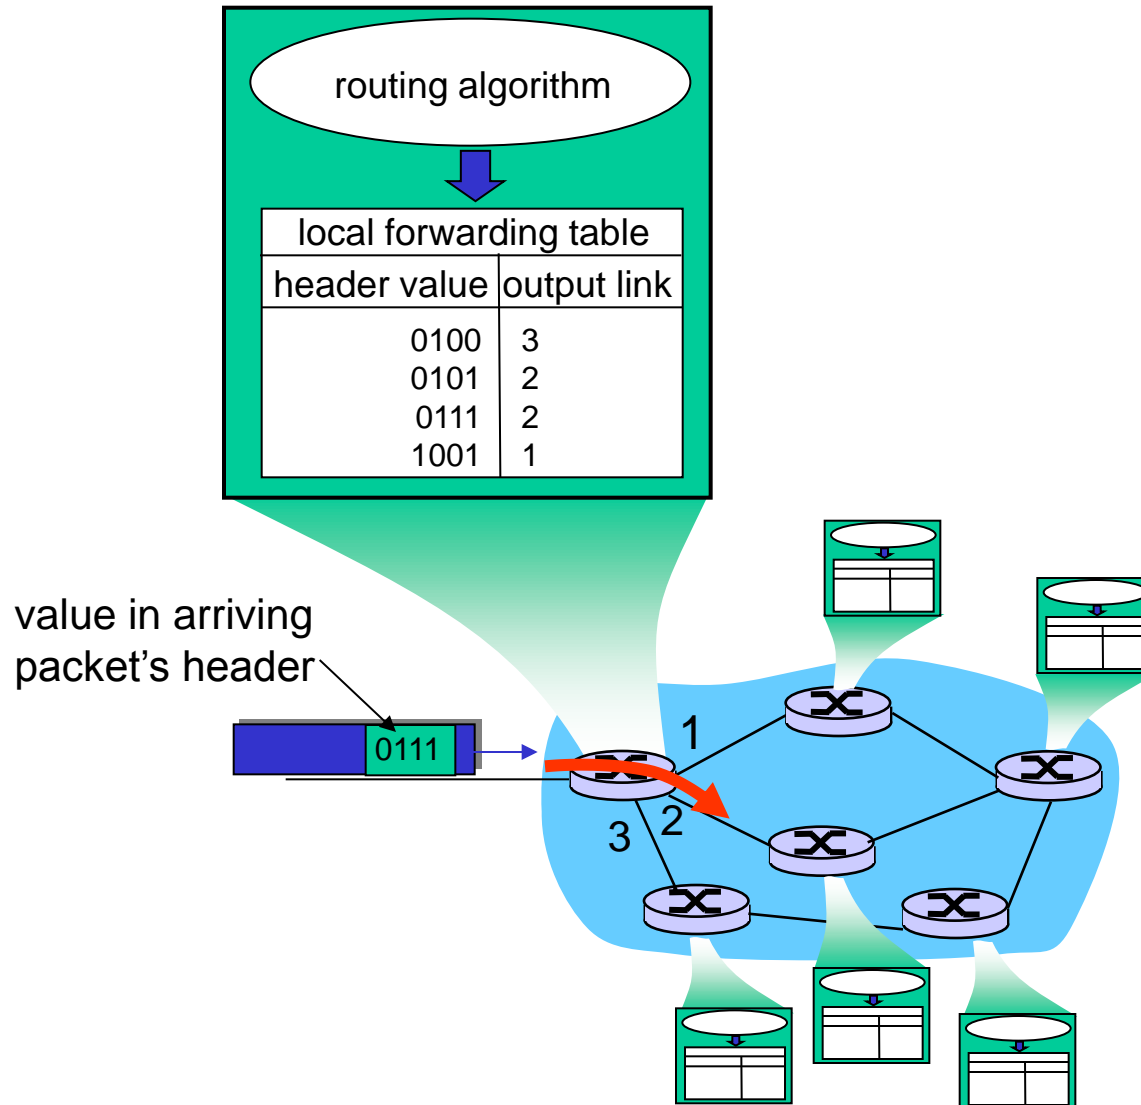 routing algorithm
local forwarding table
header value output link
0100 3
0101 2
0111 2
1001 1
value in arriving
packet’s header
0111
1
2
3